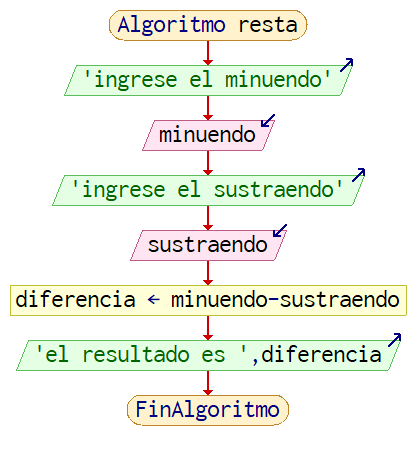 Algoritmo resta
'ingrese el minuendo'
minuendo
'ingrese el sustraendo'
sustraendo
diferencia ← minuendo-sustraendo
'el resultado es ',diferencia
FinAlgoritmo